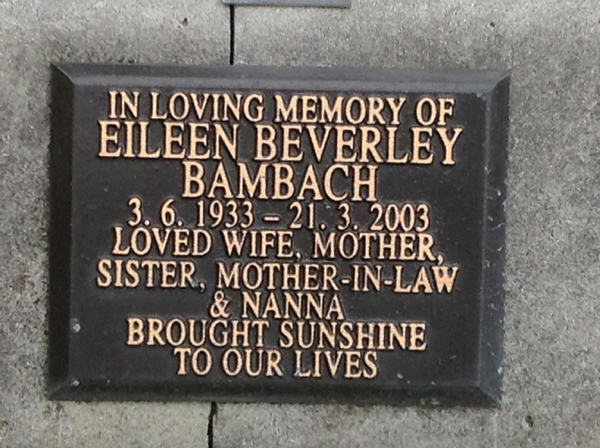 IN LOVING MEMORY OF
EILEEN BEVERLEY
BAMBACH
3. 6. 1933 – 21. 3. 2003
LOVED WIFE, MOTHER,
SISTER, MOTHER-IN-LAW
& NANNA
BROUGHT SUNSHINE
TO OUR LIVES